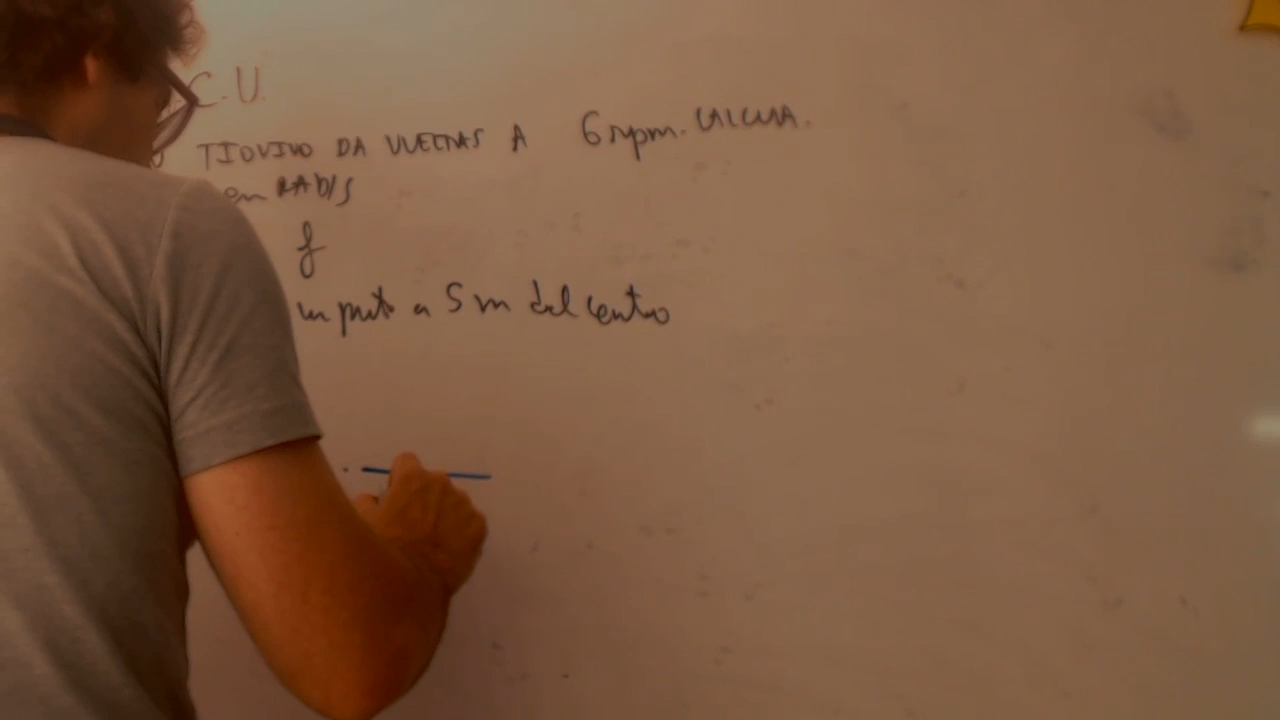 C.U.
TIOVIVO DA VUELTAS A 6 rpm. CALCULA.
en RAD/S
f
un punto a 5 m del centro